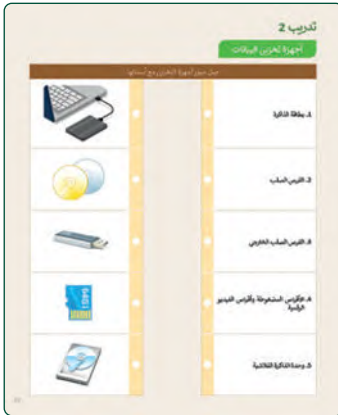 تدريب 2
أجهزة تخزين البيانات
صل صور أجهزة التخزين مع أسمائها
1. بطاقة الذاكرة
2. القرص الصلب
3. القرص الصلب الخارجي
4. الأقراص المضغوطة وأقراص الفيديو
الرقمية
5. وحدة الذاكرة الفلاشية